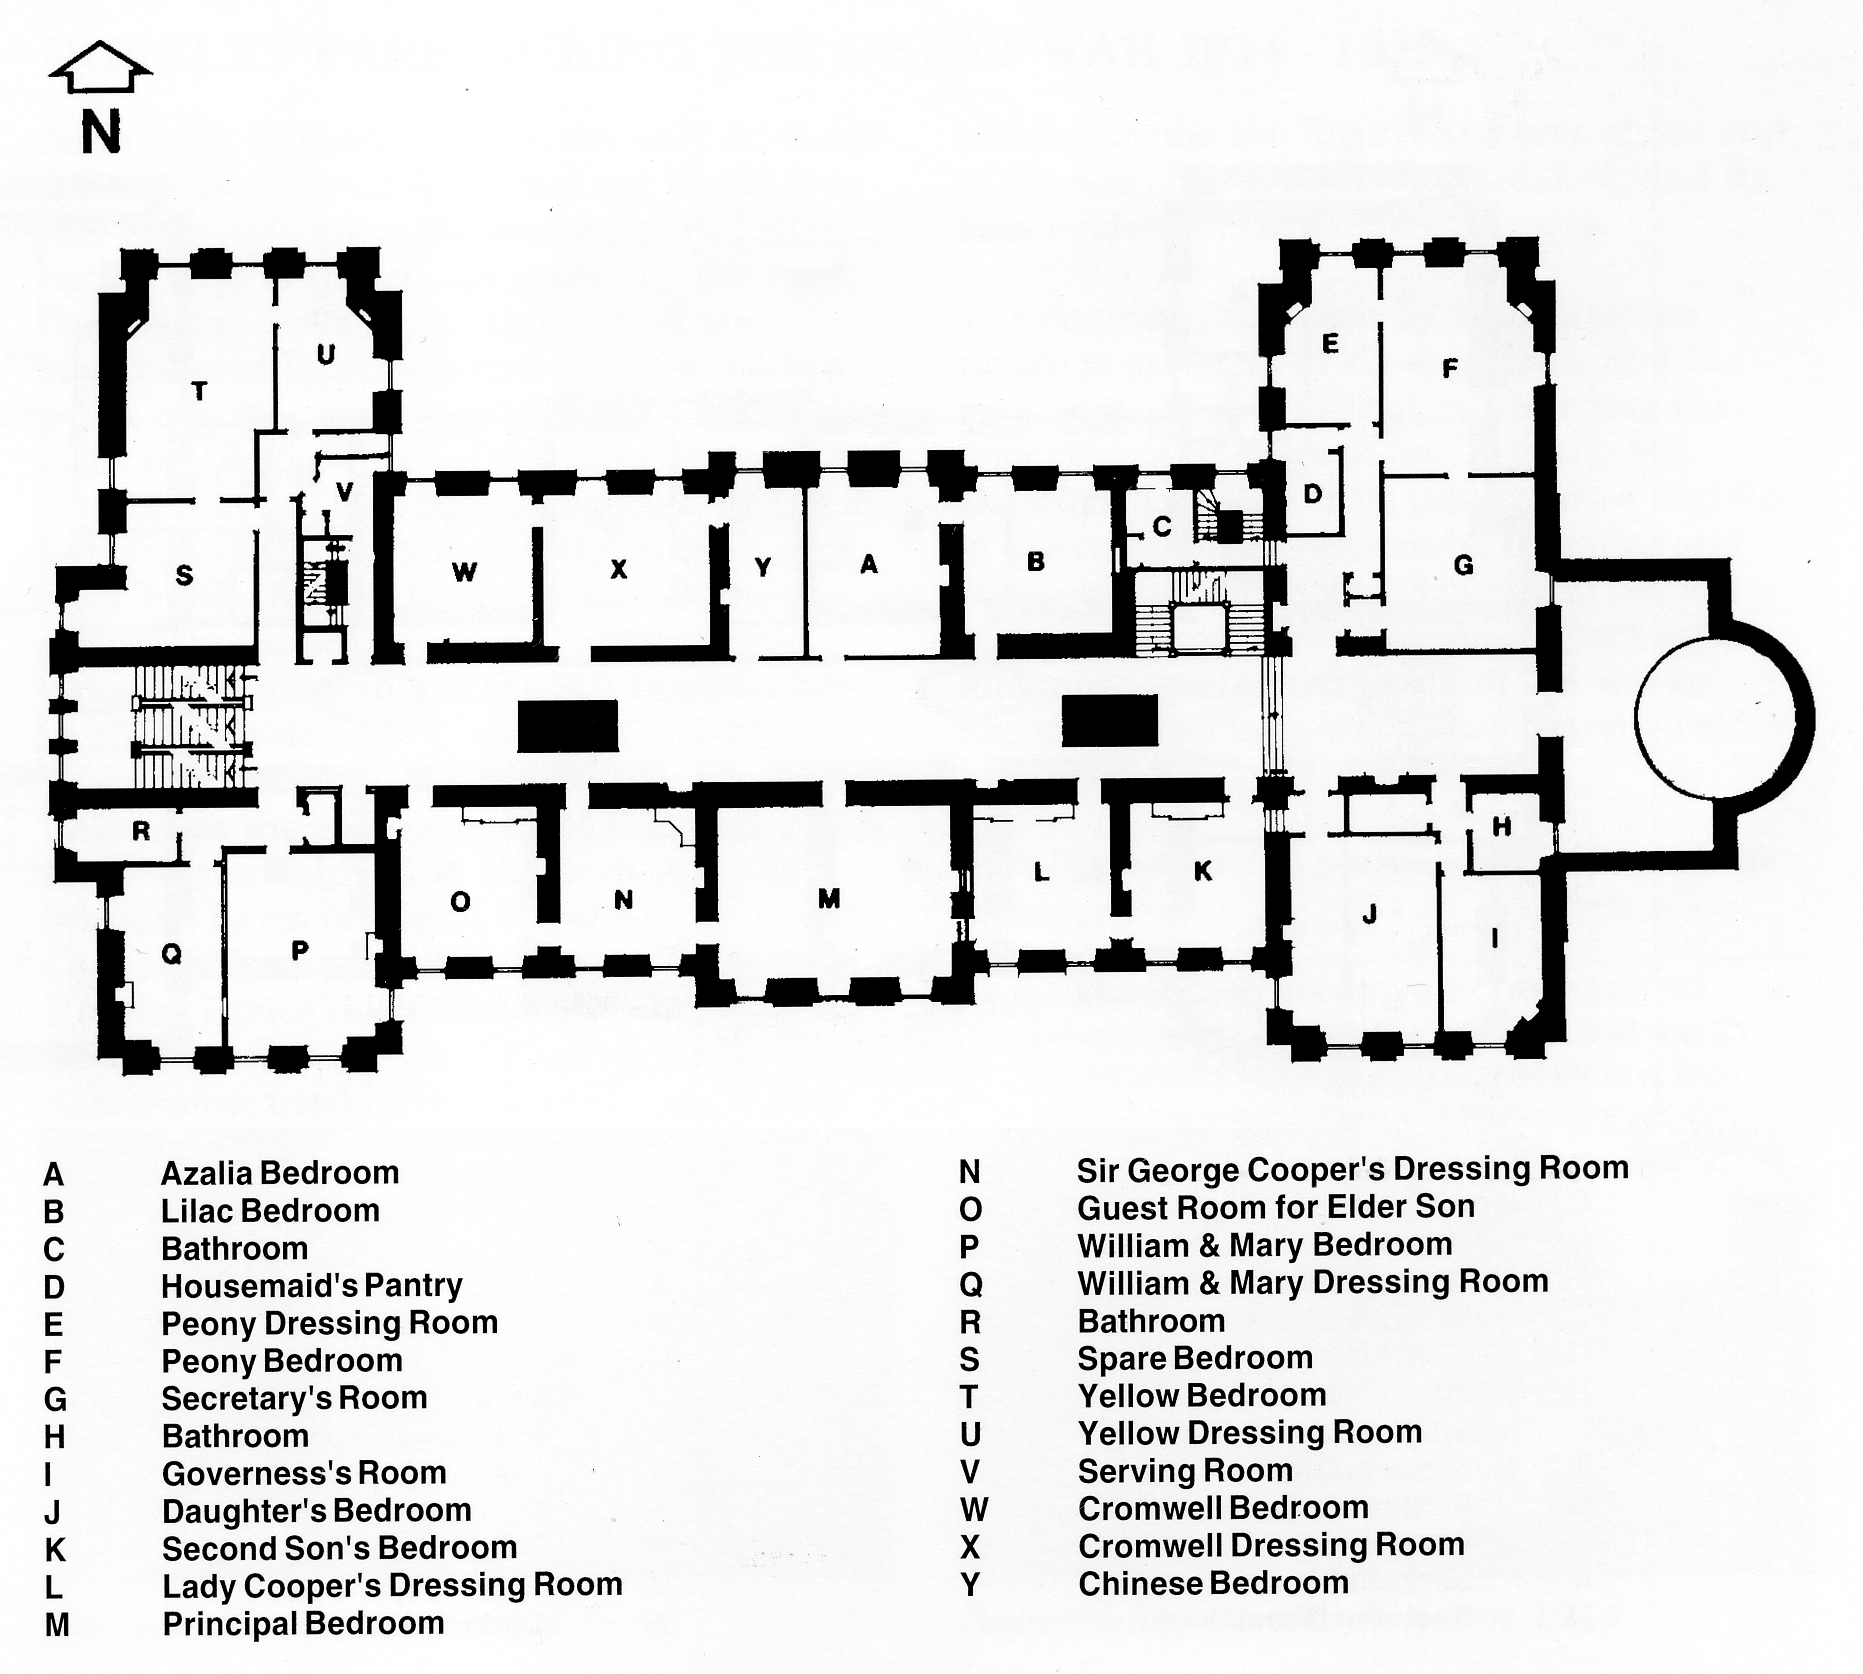 N
T
U
V
S
W
X
Y
A
B
C
D
E
F
G
R
Q
P
O
N
M
L
K
J
I
H
A Azalia Bedroom
B Lilac Bedroom
C Bathroom
D Housemaid's Pantry
E Peony Dressing Room
F Peony Bedroom
G Secretary's Room
H Bathroom
I Governess's Room
J Daughter's Bedroom
K Second Son's Bedroom
L Lady Cooper's Dressing Room
M Principal Bedroom
N Sir George Cooper's Dressing Room
O Guest Room for Elder Son
P William & Mary Bedroom
Q William & Mary Dressing Room
R Bathroom
S Spare Bedroom
T Yellow Bedroom
U Yellow Dressing Room
V Serving Room
W Cromwell Bedroom
X Cromwell Dressing Room
Y Chinese Bedroom